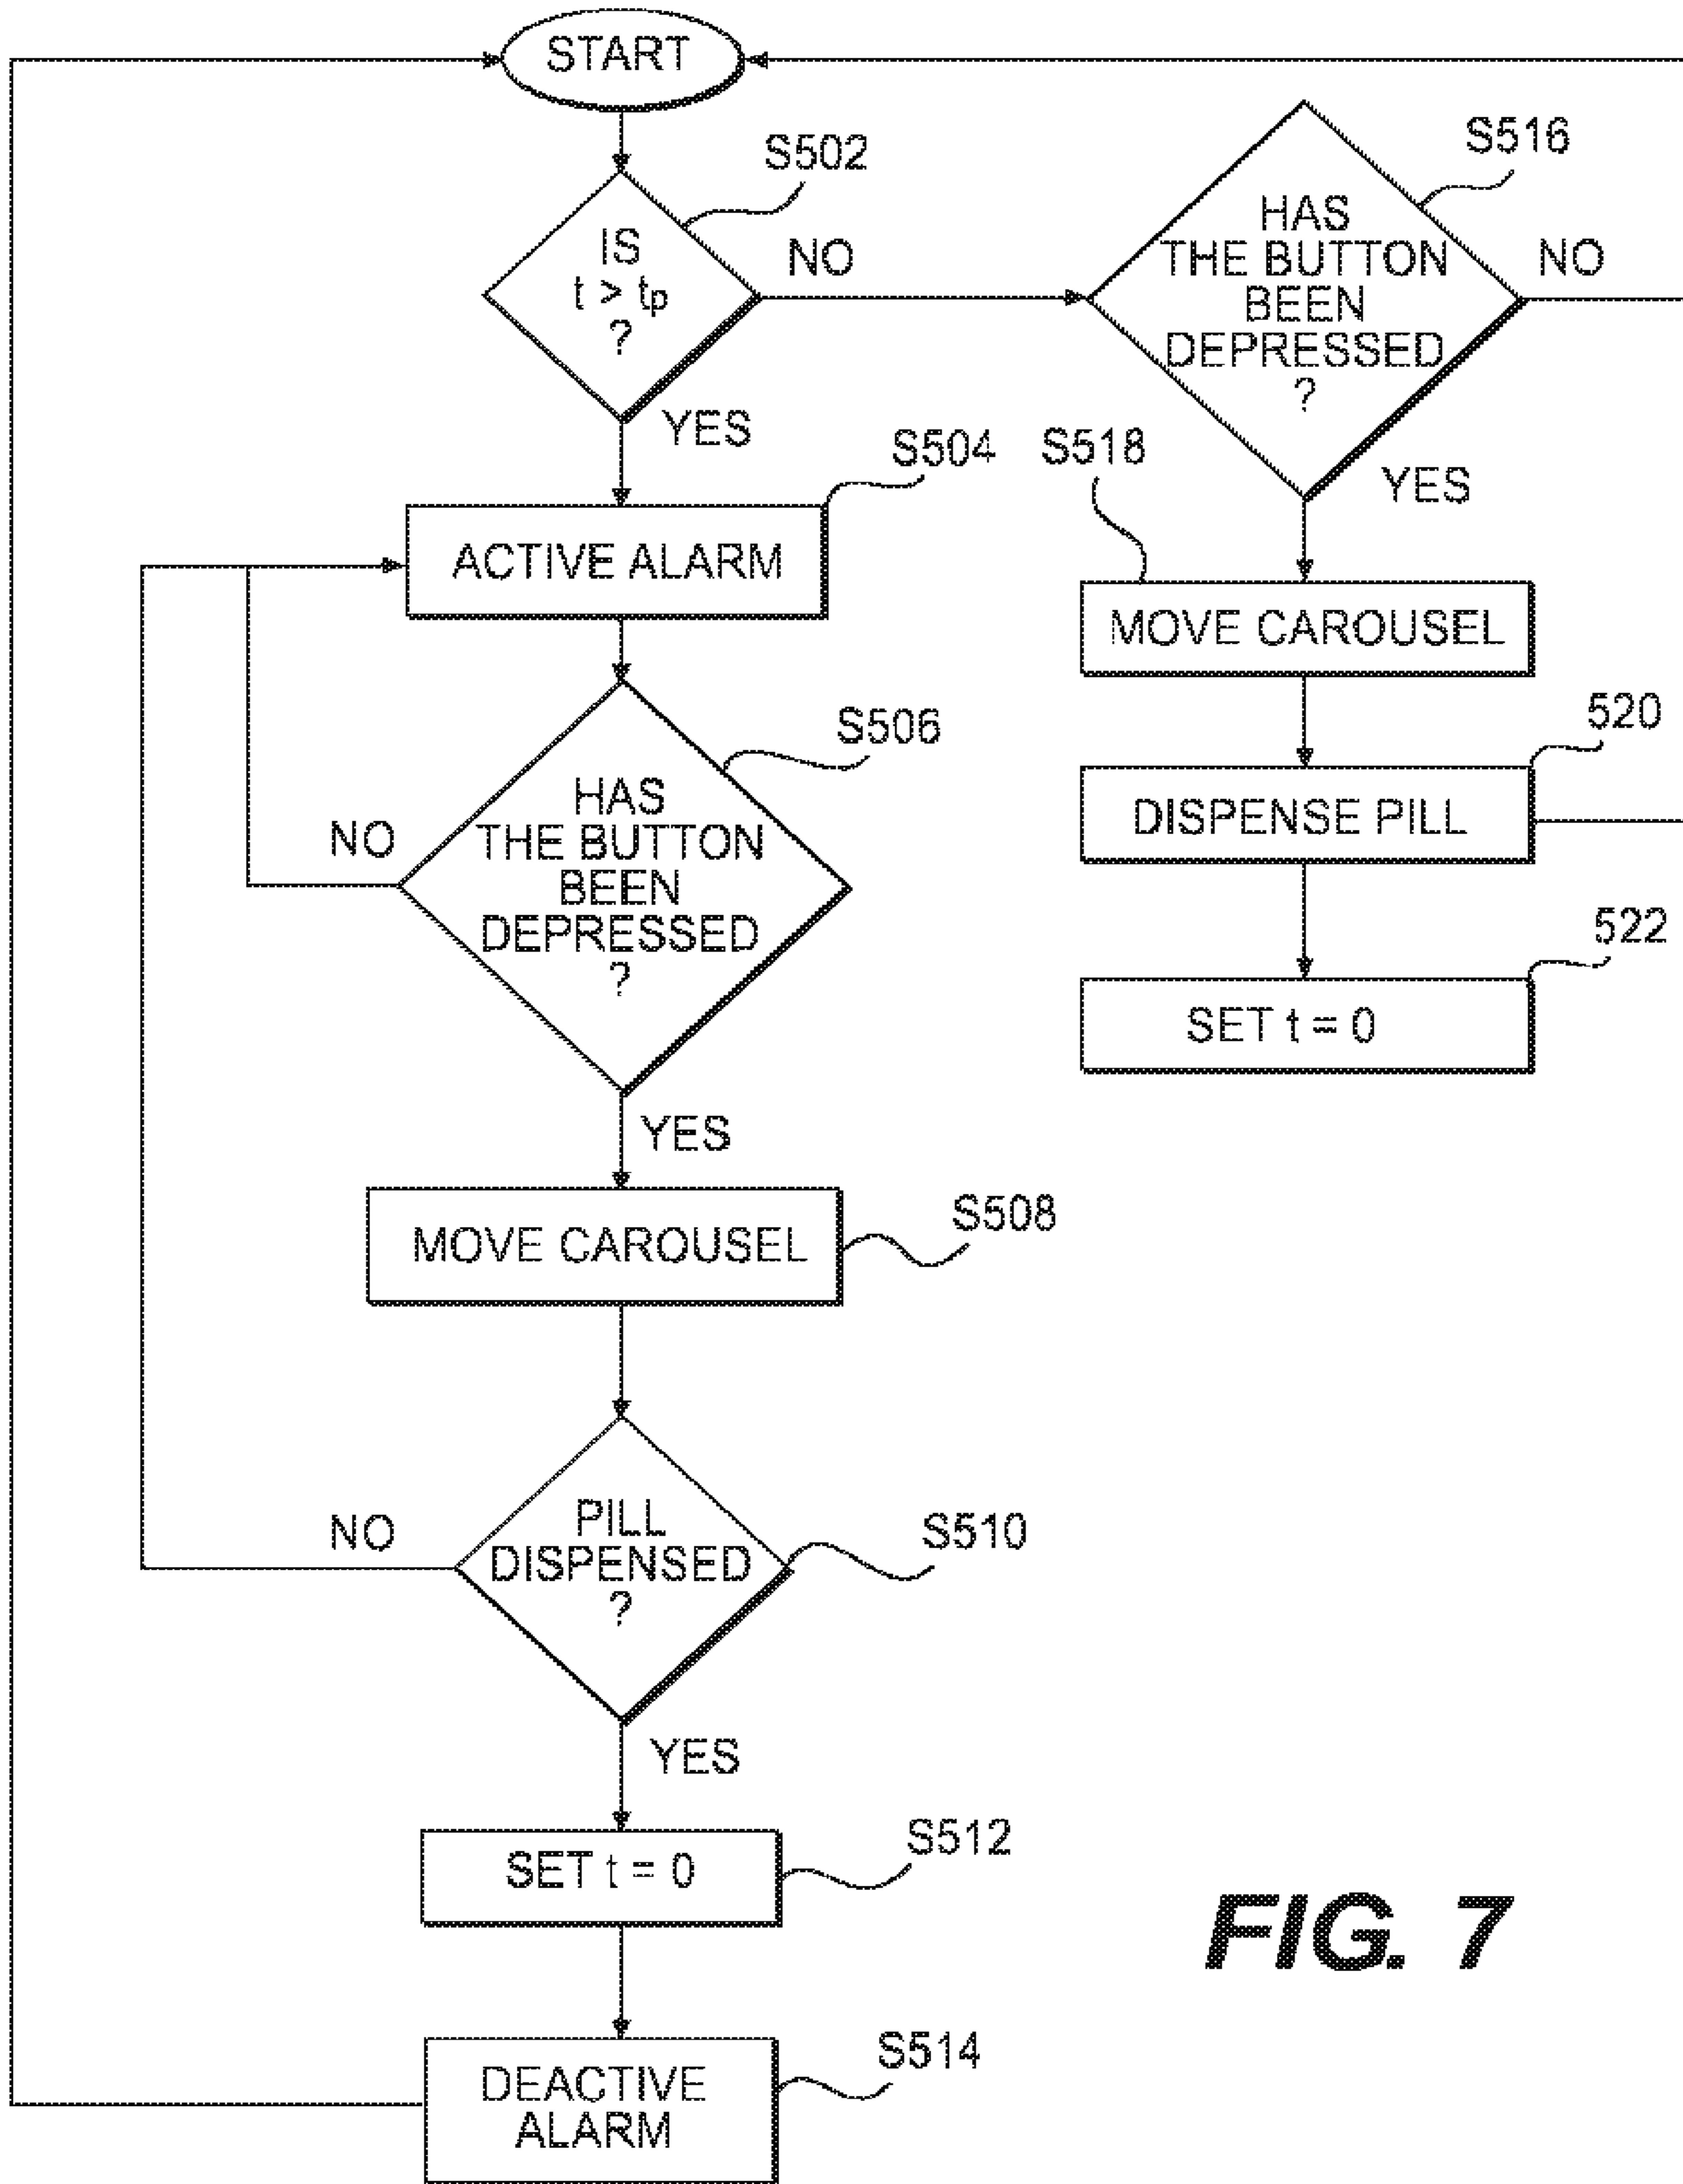 START
S502
IS
t > tp
?
NO
YES
S516
HAS
THE BUTTON
BEEN
DEPRESSED
?
NO
YES
S504
ACTIVE ALARM
S518
MOVE CAROUSEL
S506
HAS
THE BUTTON
BEEN
DEPRESSED
?
NO
YES
520
DISPENSE PILL
522
SET t = 0
S508
MOVE CAROUSEL
S510
PILL
DISPENSED
?
NO
YES
S512
SET t = 0
S514
DEACTIVE
ALARM
FIG. 7